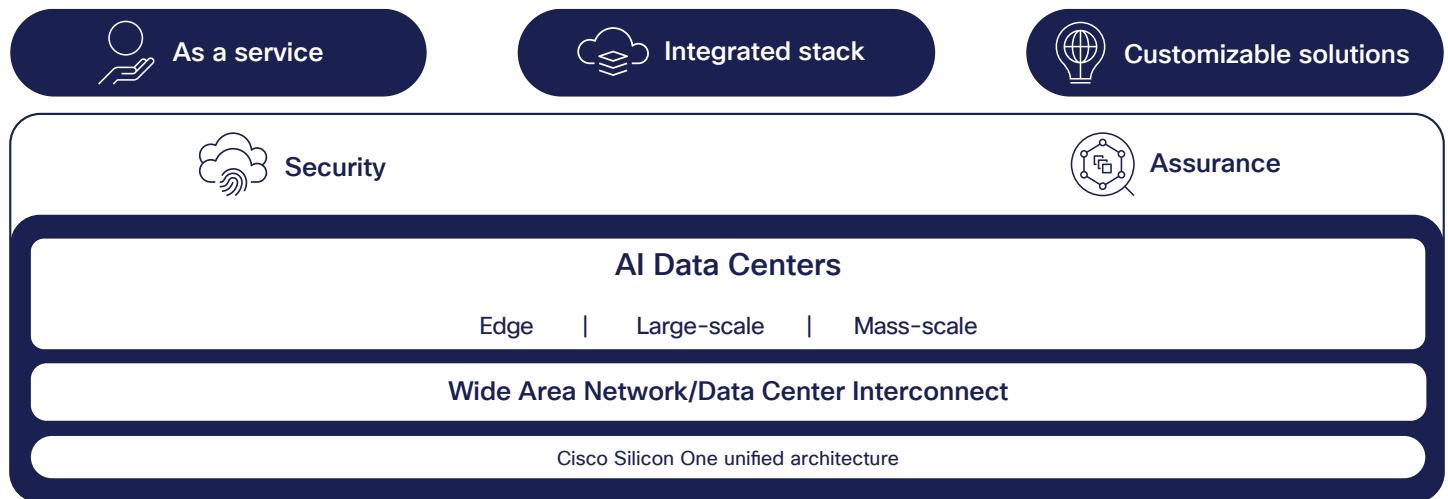 As a service
Integrated stack
Customizable solutions
Security
Assurance
AI Data Centers
Edge | Large-scale | Mass-scale
Wide Area Network/Data Center Interconnect
Cisco Silicon One unified architecture